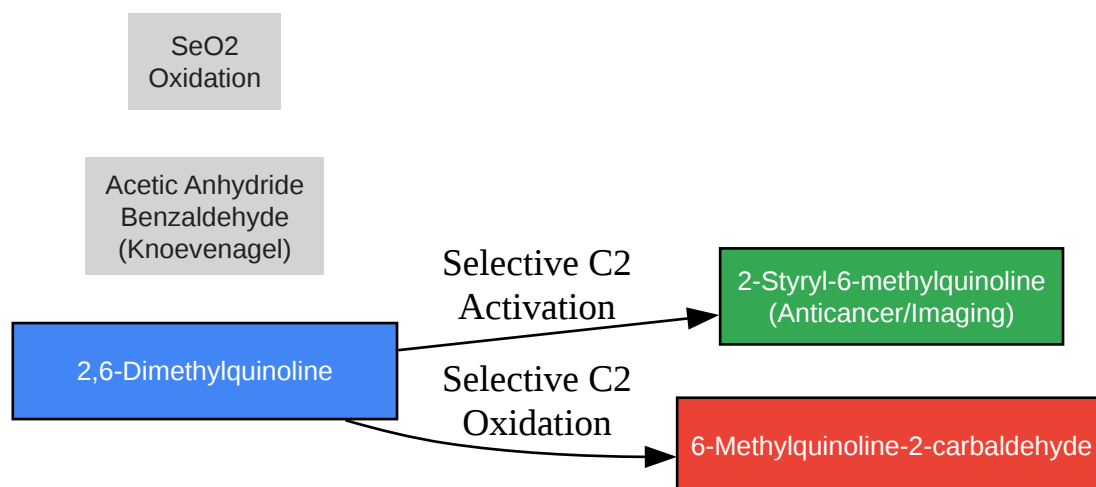 SeO2
Oxidation
Acetic Anhydride
Benzaldehyde
(Knoevenagel)
Selective C2
Activation
2-Styryl-6-methylquinoline
(Anticancer/Imaging)
2,6-Dimethylquinoline
Selective C2
Oxidation
6-Methylquinoline-2-carbaldehyde